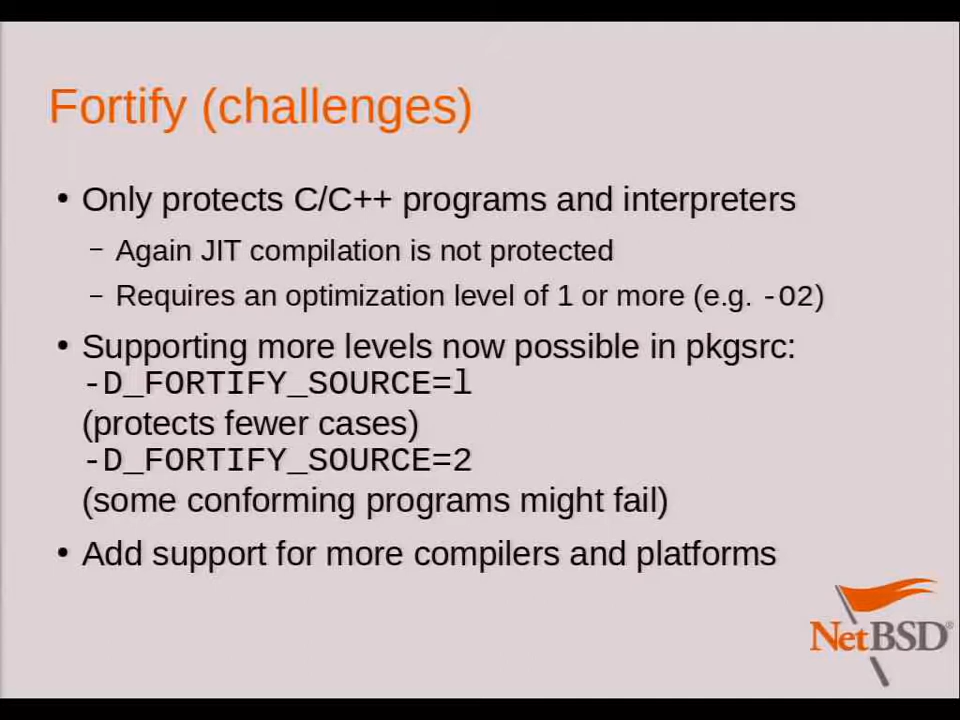 Fortify (challenges)
• Only protects C/C++ programs and interpreters
– Again JIT compilation is not protected
– Requires an optimization level of 1 or more (e.g. -O2)
• Supporting more levels now possible in pkgsrc:
-D_FORTIFY_SOURCE=1
(protects fewer cases)
-D_FORTIFY_SOURCE=2
(some conforming programs might fail)
• Add support for more compilers and platforms
NetBSD®